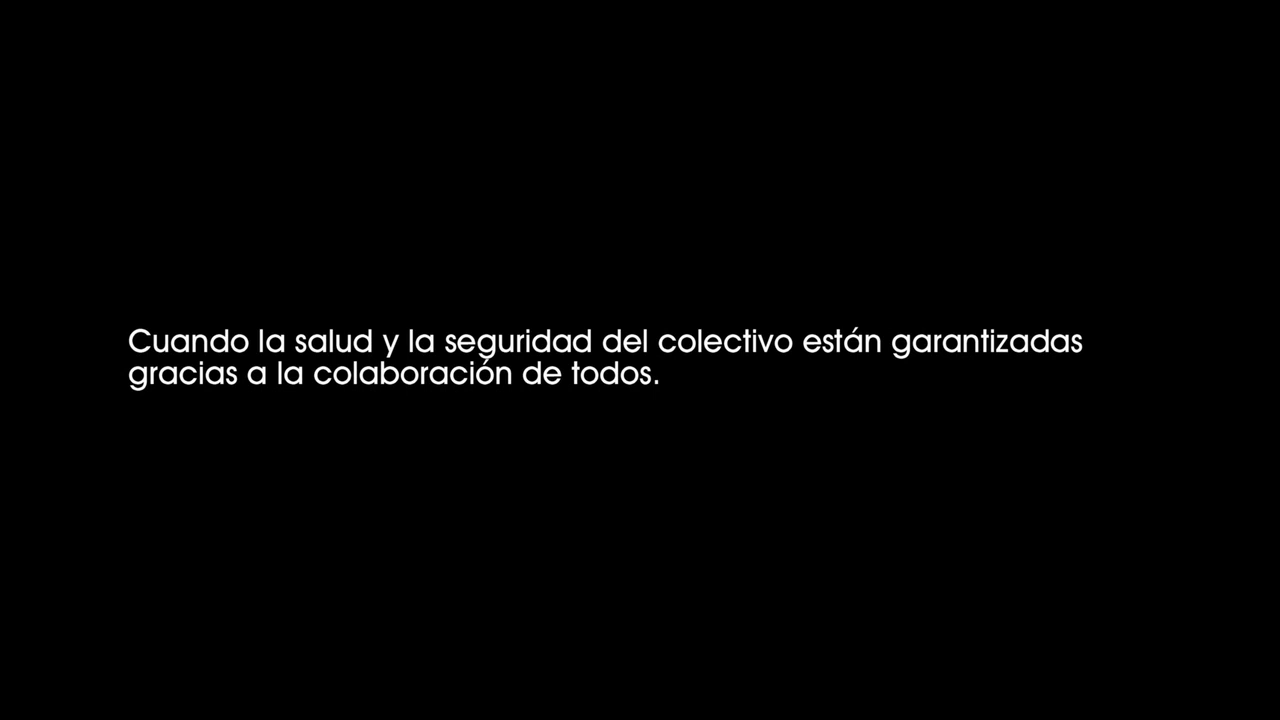 Cuando la salud y la seguridad del colectivo están garantizadas
gracias a la colaboración de todos.